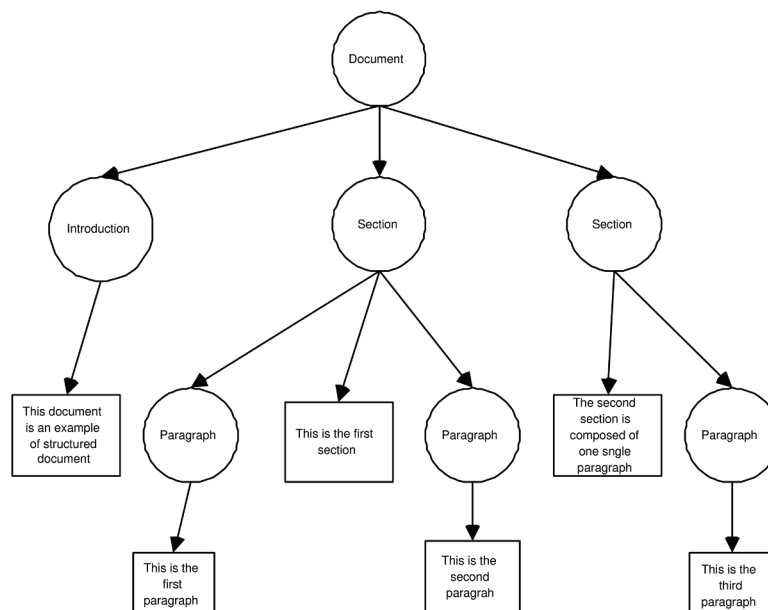 Document
Introduction
Section
Section
This document
is an example
of structured
document
Paragraph
This is the first
section
Paragraph
The second
section is
composed of
one sngle
paragraph
Paragraph
This is the
first
paragraph
This is the
second
paragrah
This is the
third
paragraph